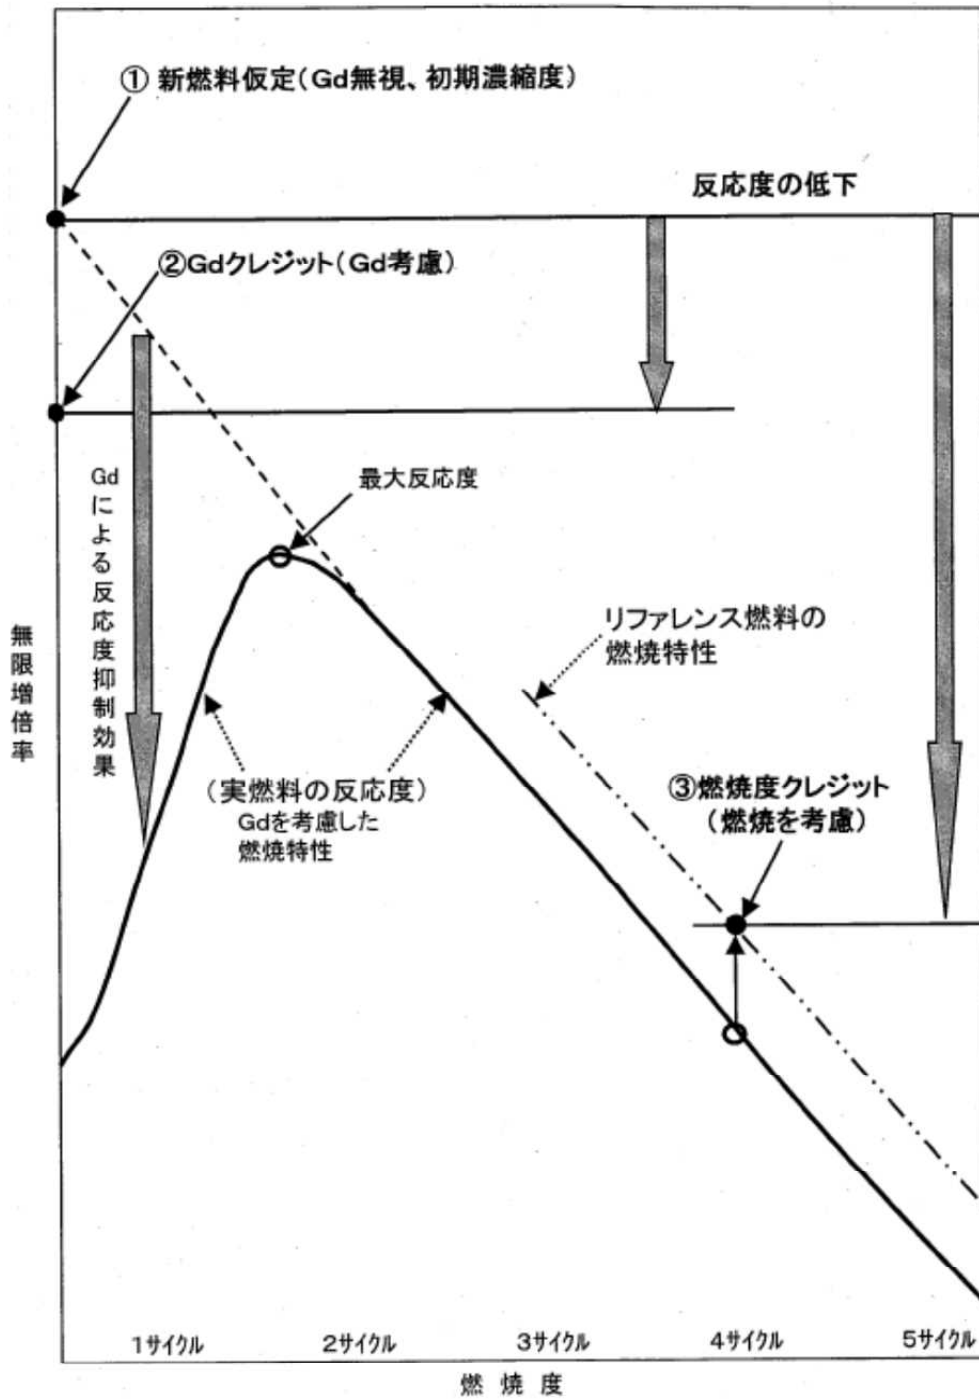 ① 新燃料仮定（Gd無視、初期濃縮度）
反応度の低下
②Gdクレジット（Gd考慮）
最大反応度
Gdによる反応度抑制効果
無限増倍率
リファレンス燃料の
燃焼特性
③燃焼度クレジット
（燃焼を考慮）
（実燃料の反応度）
Gdを考慮した
燃焼特性
1サイクル
2サイクル
3サイクル
4サイクル
5サイクル
燃焼度